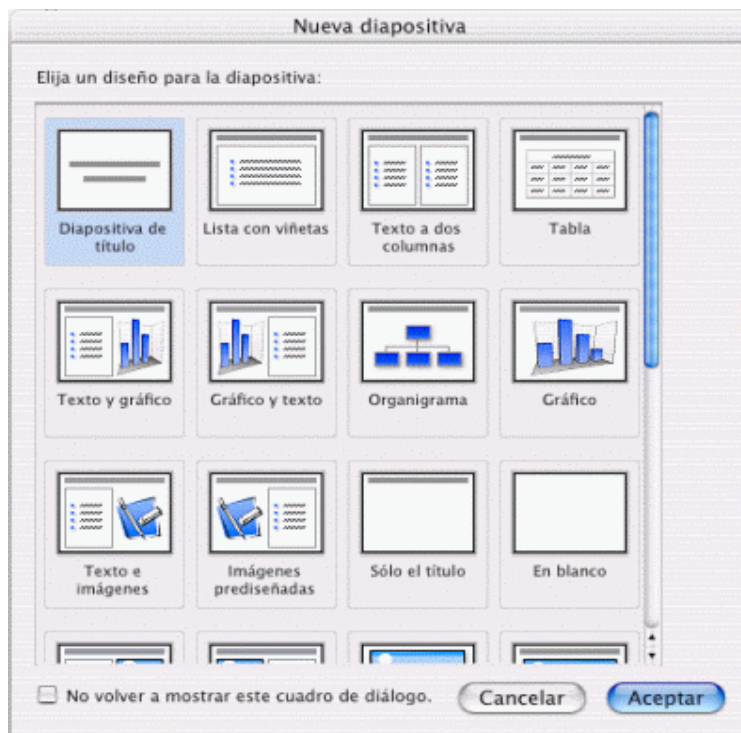 Nueva diapositiva
Elija un diseño para la diapositiva:
Diapositiva de
título
Lista con viñetas
Texto a dos
columnas
Tabla
Texto y gráfico
Gráfico y texto
Organigrama
Gráfico
Texto e
imágenes
Imágenes
prediseñadas
Sólo el título
En blanco
No volver a mostrar este cuadro de diálogo.
Cancelar
Aceptar